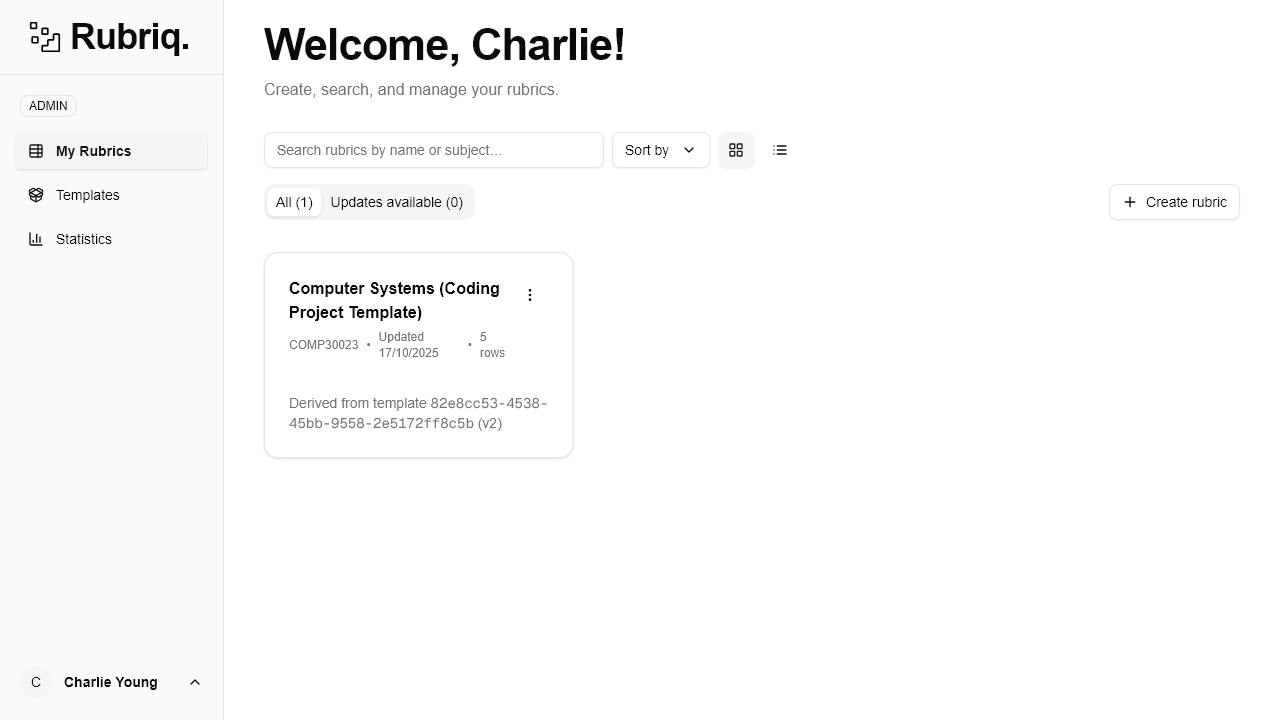 Rubriq.
ADMIN
My Rubrics
Templates
Statistics
Charlie Young
C
Welcome, Charlie!
Create, search, and manage your rubrics.
Search rubrics by name or subject…
Sort by
All (1)
Updates available (0)
Create rubric
Computer Systems (Coding
Project Template)
COMP30023 • Updated 17/10/2025 • 5 rows
Derived from template 82e8cc53-4538-
45bb-9558-2e5172ff8c5b (v2)